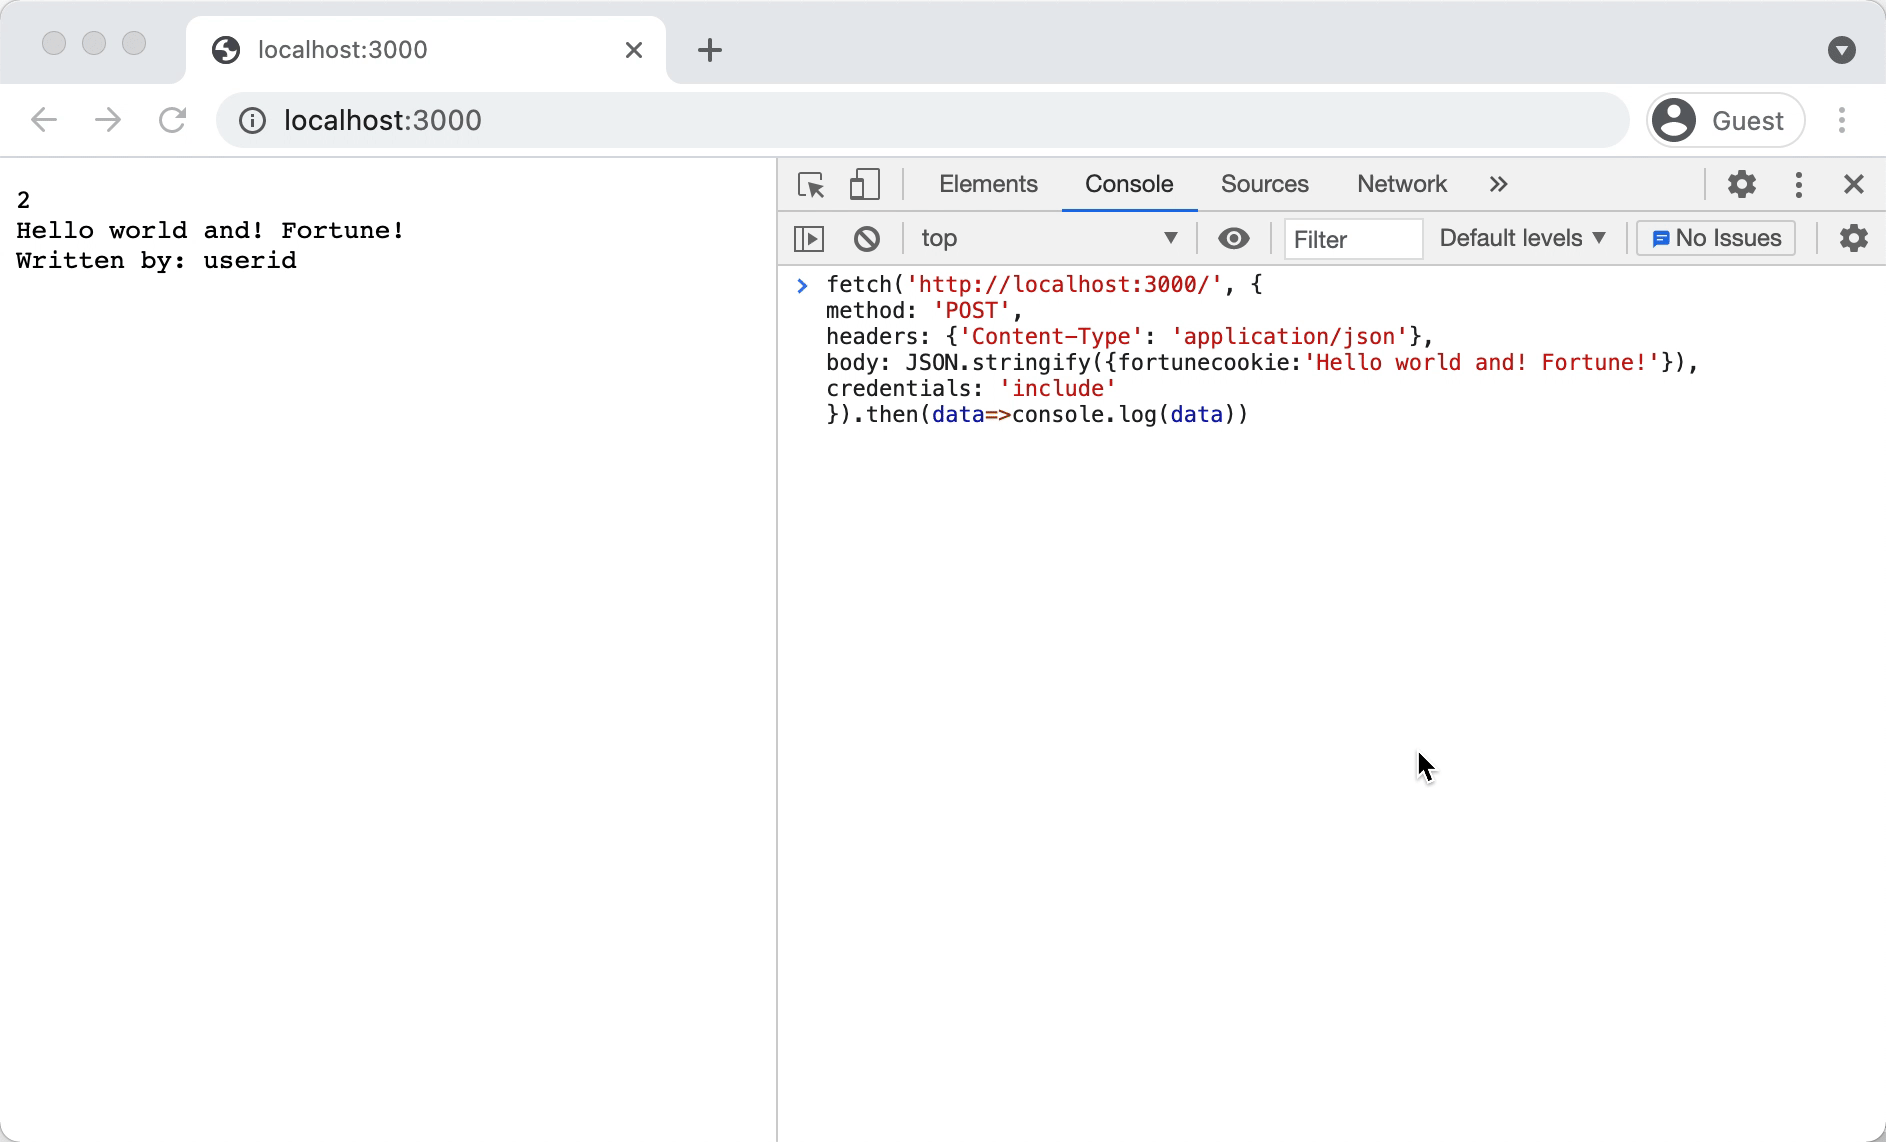 localhost:3000
localhost:3000
Guest
2
Hello world and! Fortune!
Written by: userid
Elements Console Sources Network
top Filter Default levels No Issues
fetch('http://localhost:3000/', {
method: 'POST',
headers: {'Content-Type': 'application/json'},
body: JSON.stringify({fortunecookie:'Hello world and! Fortune!'}),
credentials: 'include'
}).then(data=>console.log(data))